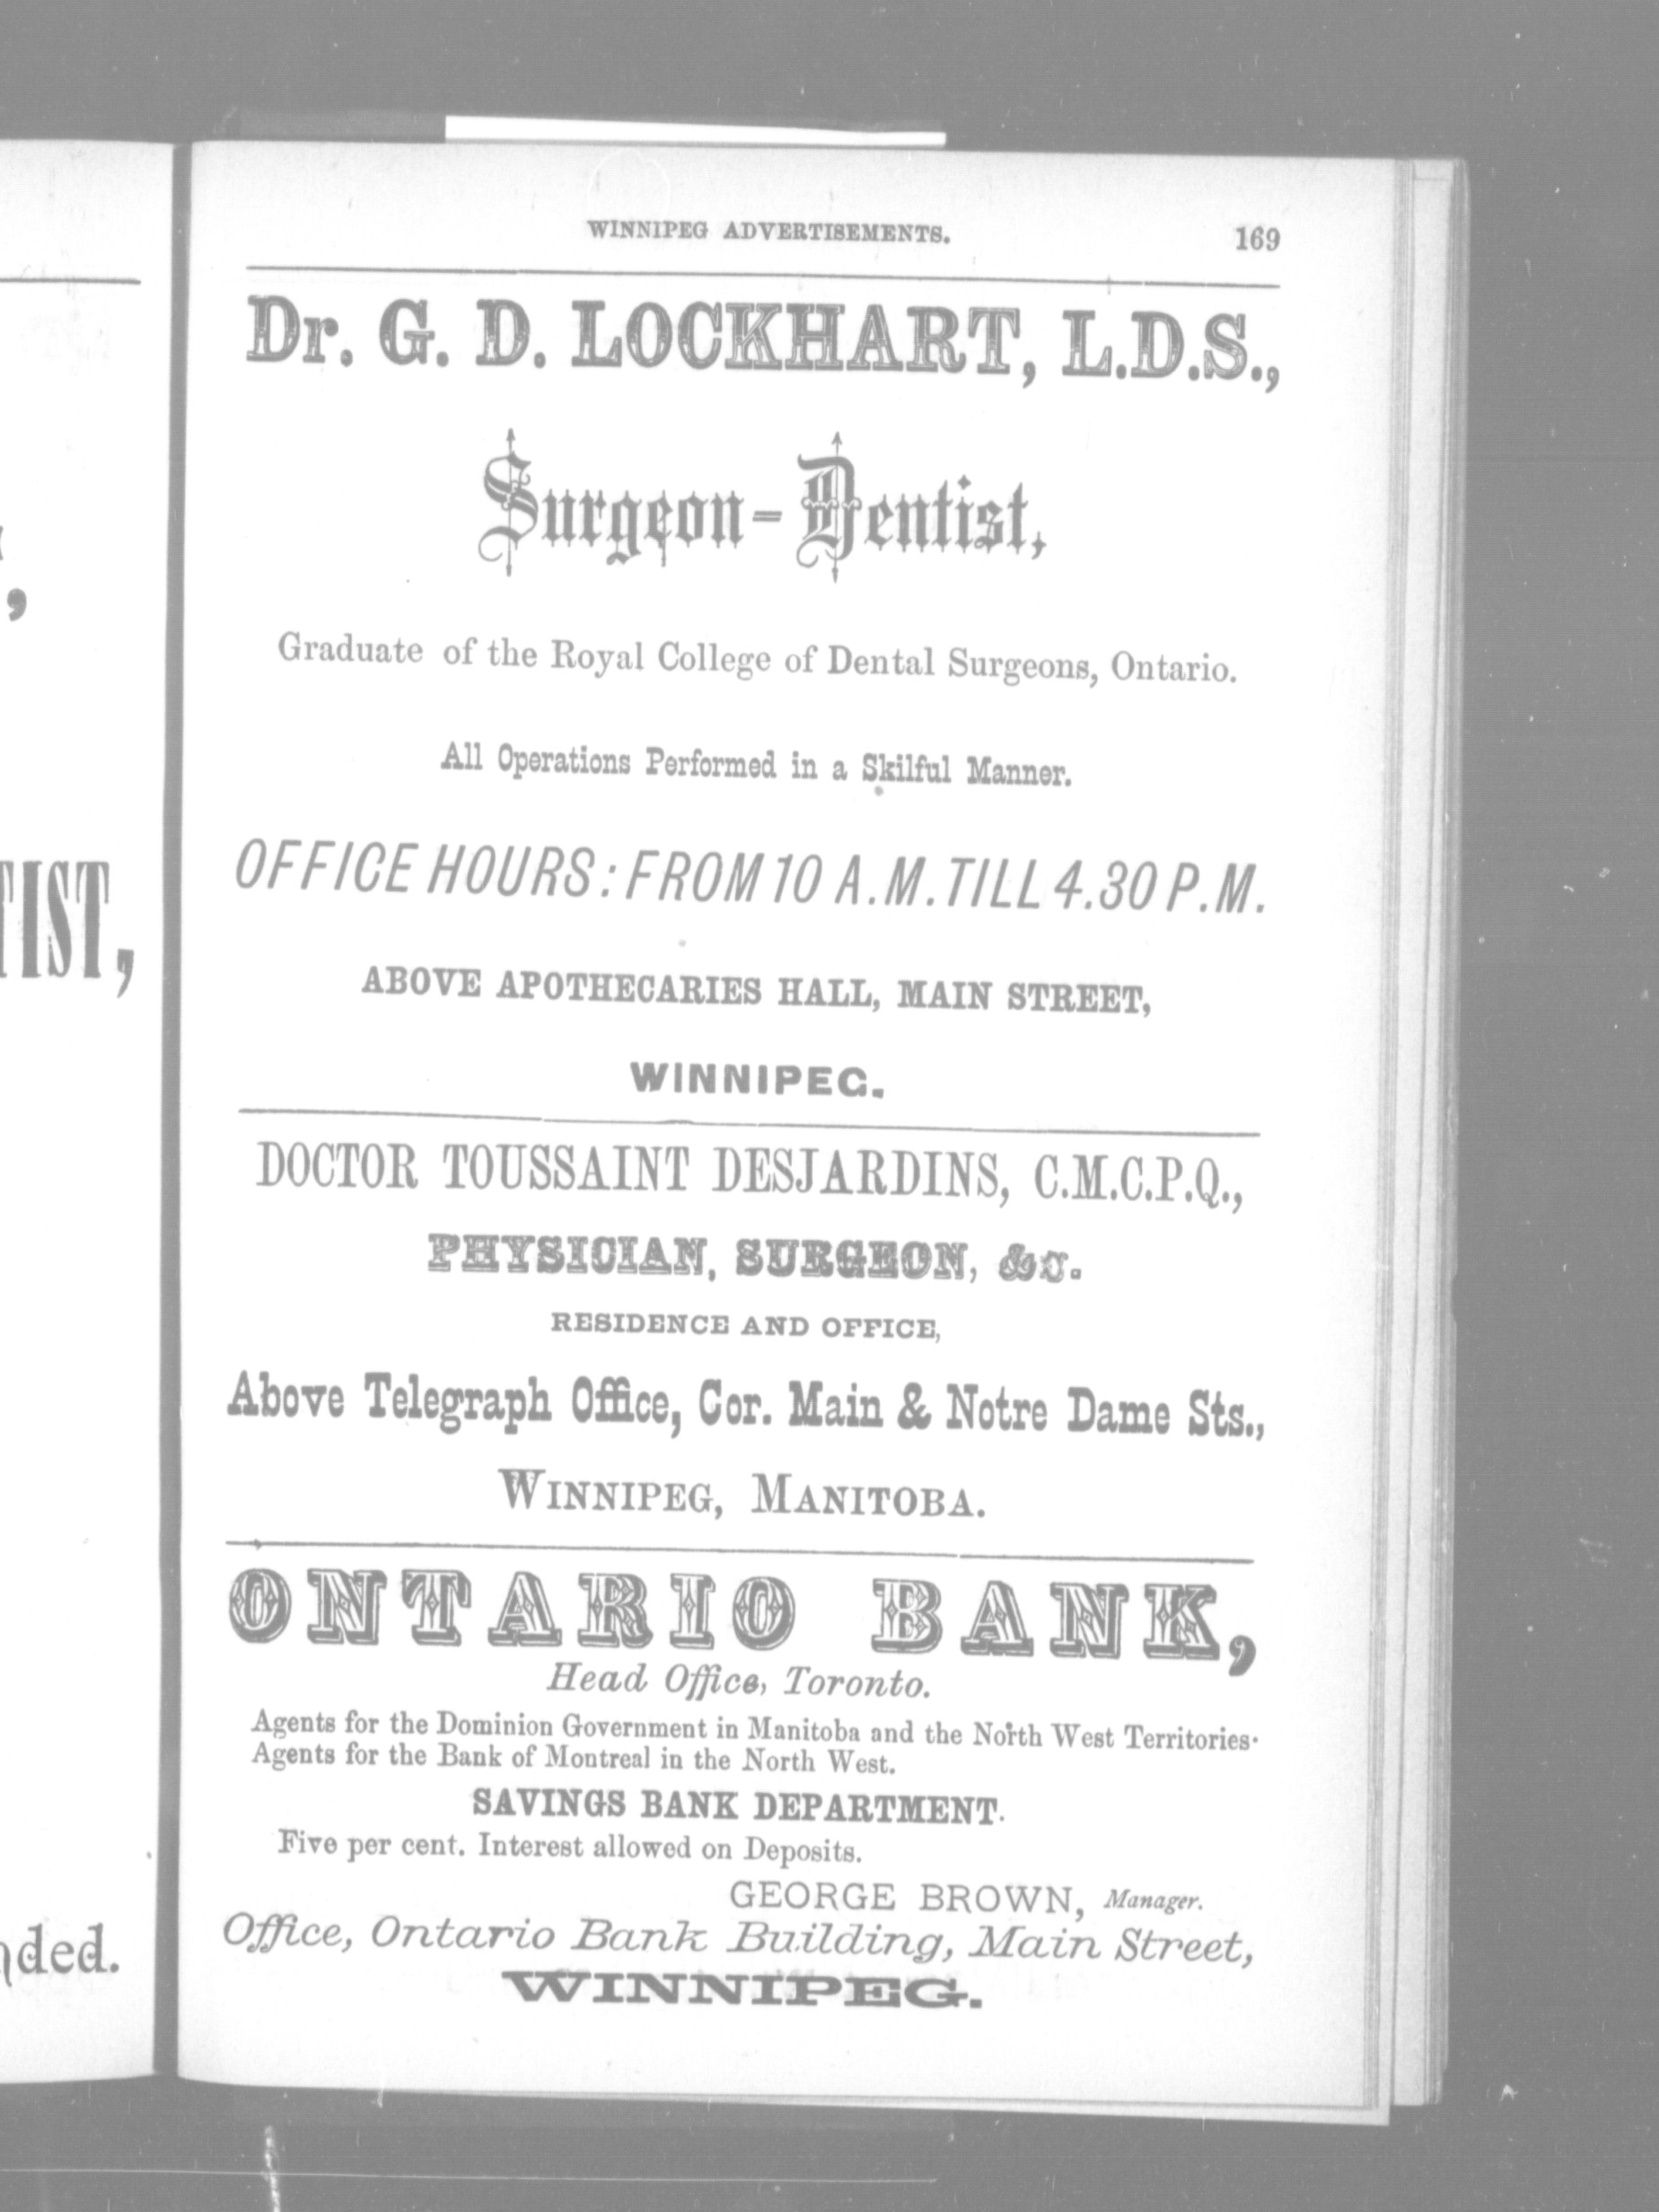 WINNIPEG ADVERTISEMENTS. 169
Dr. G. D. LOCKHART, L.D.S.,
Surgeon-Dentist,
Graduate of the Royal College of Dental Surgeons, Ontario.
All Operations Performed in a Skilful Manner.
OFFICE HOURS: FROM 10 A.M. TILL 4.30 P.M.
ABOVE APOTHECARIES HALL, MAIN STREET,
WINNIPEG.
DOCTOR TOUSSAINT DESJARDINS, C.M.C.P.Q.,
PHYSICIAN, SURGEON, &c.
RESIDENCE AND OFFICE,
Above Telegraph Office, Cor. Main & Notre Dame Sts.,
WINNIPEG, MANITOBA.
ONTARIO BANK,
Head Office, Toronto.
Agents for the Dominion Government in Manitoba and the North West Territories.
Agents for the Bank of Montreal in the North West.
SAVINGS BANK DEPARTMENT.
Five per cent. Interest allowed on Deposits.
GEORGE BROWN, Manager.
Office, Ontario Bank Building, Main Street,
WINNIPEG.